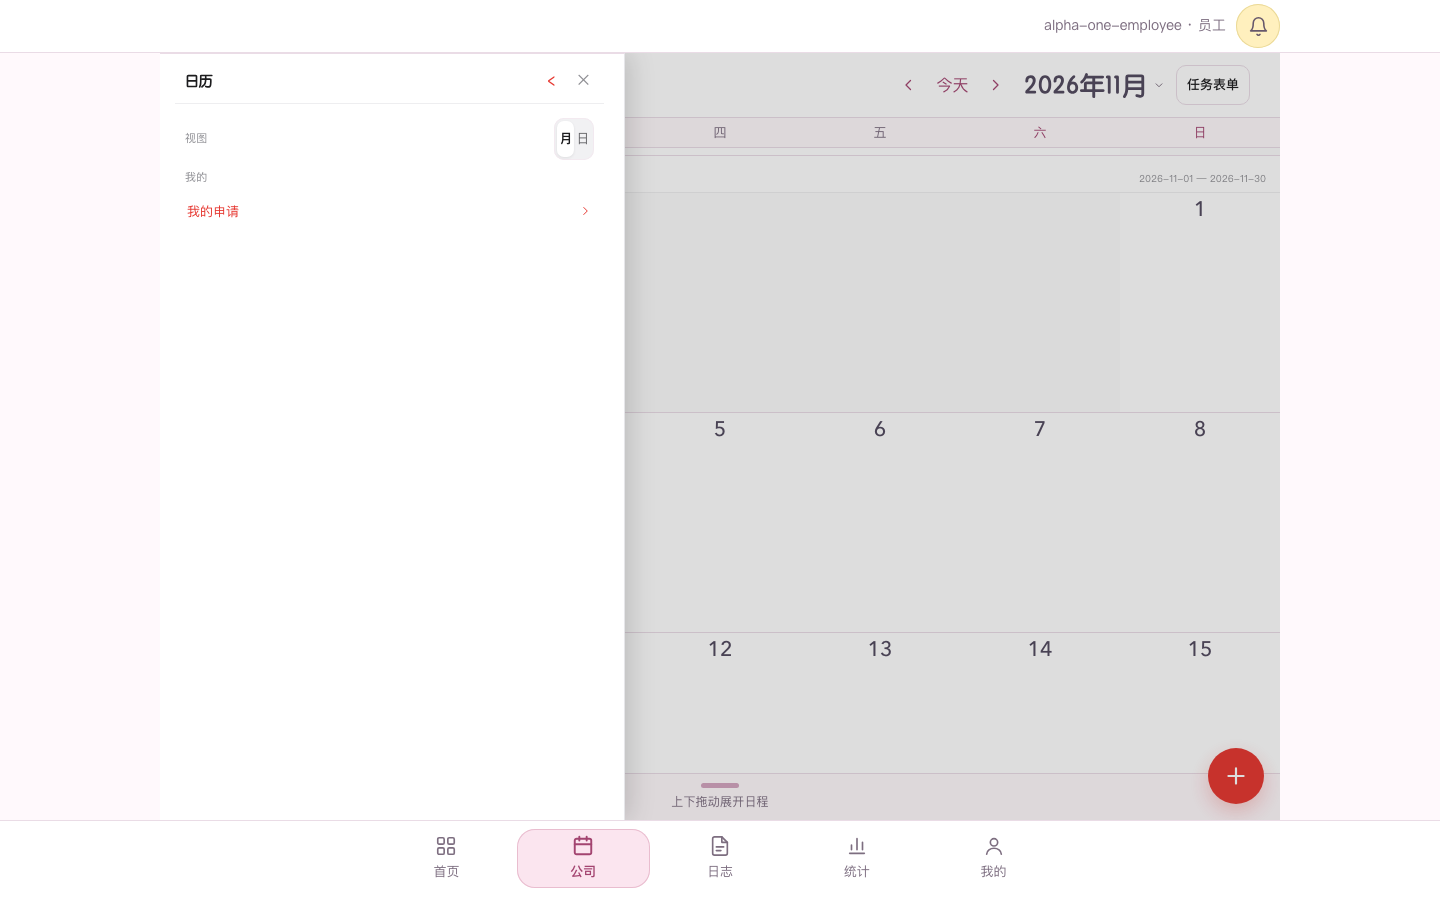 alpha-one-employee · 员工
日历
视图
月 日
我的
我的申请
今天
2026年11月
任务表单
四 五 六 日
2026-11-01 — 2026-11-30
1
5 6 7 8
12 13 14 15
上下拖动展开日程
首页
公司
日志
统计
我的